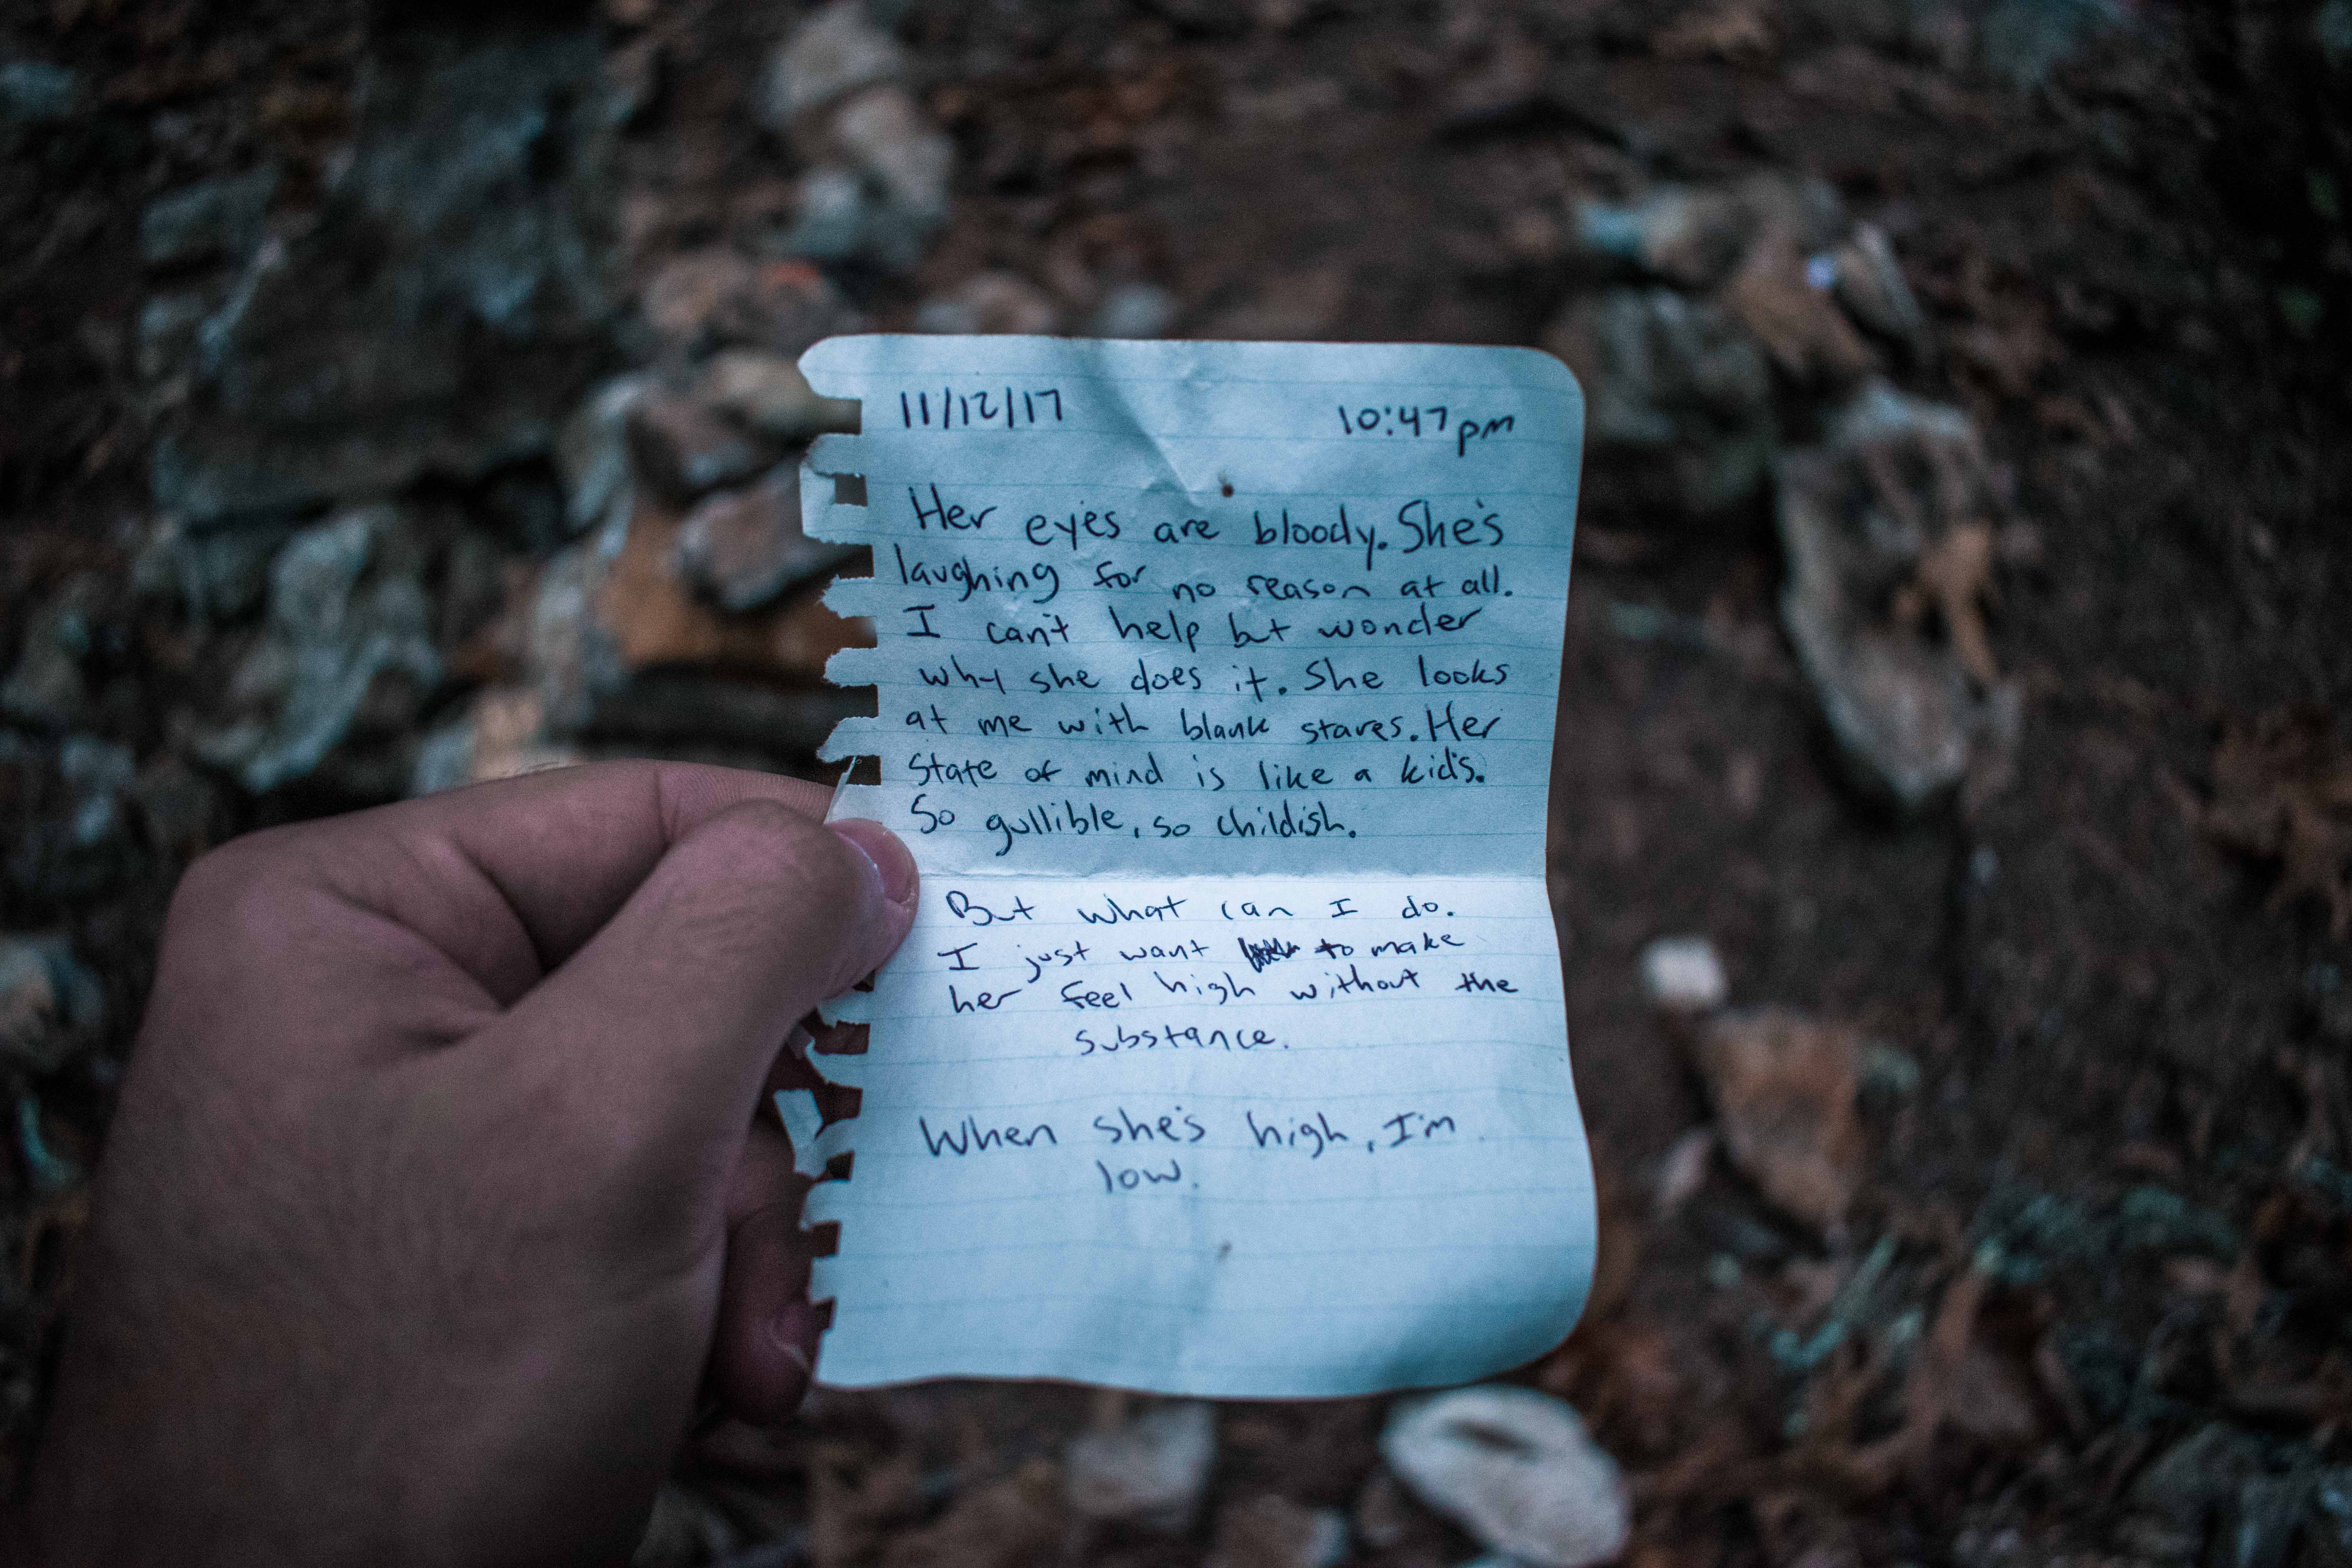 11/12/17 10:47pm
Her eyes are bloody. She's
laughing for no reason at all.
I can't help but wonder
why she does it. She looks
at me with blank stares. Her
state of mind is like a kid's.
So gullible, so childish.
But what can I do.
I just want to make
her feel high without the
substance.
When she's high, I'm
low.